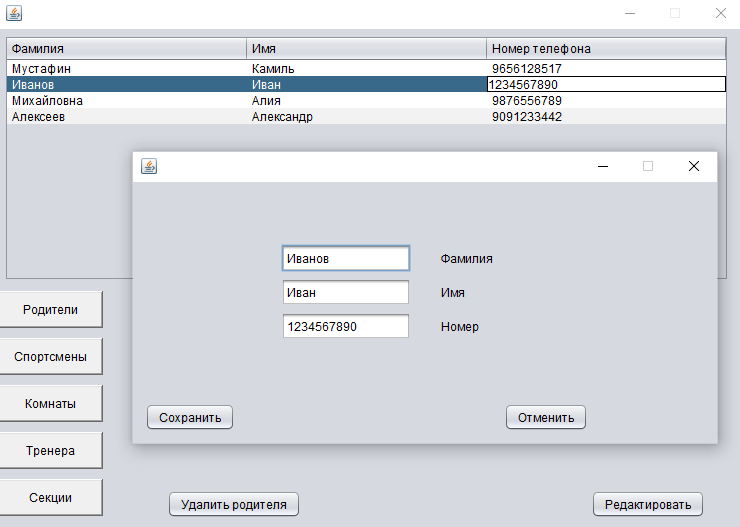 Фамилия Имя Номер телефона
Мустафин Камиль 9656128517
Иванов Иван 1234567890
Михайловна Алия 9876556789
Алексеев Александр 9091233442
Иванов Фамилия
Иван Имя
1234567890 Номер
Сохранить Отменить
Родители
Спортсмены
Комнаты
Тренера
Секции
Удалить родителя Редактировать